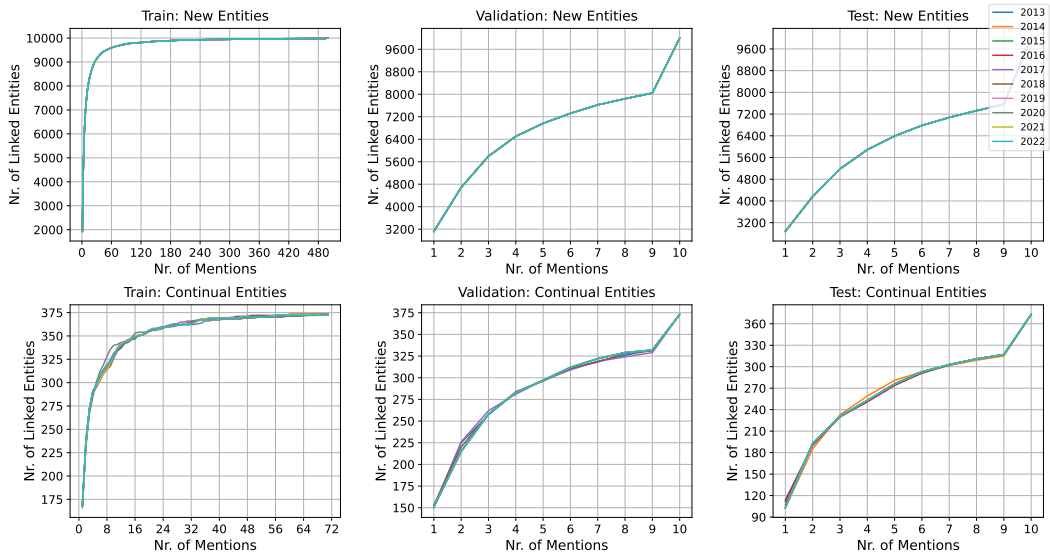 Train: New Entities
Nr. of Linked Entities
10000
9000
8000
7000
6000
5000
4000
3000
2000
0 60 120 180 240 300 360 420 480
Nr. of Mentions
Validation: New Entities
Nr. of Linked Entities
9600
8800
8000
7200
6400
5600
4800
4000
3200
1 2 3 4 5 6 7 8 9 10
Nr. of Mentions
Test: New Entities
Nr. of Linked Entities
9600
8800
8000
7200
6400
5600
4800
4000
3200
1 2 3 4 5 6 7 8 9 10
Nr. of Mentions
2013
2014
2015
2016
2017
2018
2019
2020
2021
2022
Train: Continual Entities
Nr. of Linked Entities
375
350
325
300
275
250
225
200
175
0 8 16 24 32 40 48 56 64 72
Nr. of Mentions
Validation: Continual Entities
Nr. of Linked Entities
375
350
325
300
275
250
225
200
175
150
1 2 3 4 5 6 7 8 9 10
Nr. of Mentions
Test: Continual Entities
Nr. of Linked Entities
360
330
300
270
240
210
180
150
120
90
1 2 3 4 5 6 7 8 9 10
Nr. of Mentions